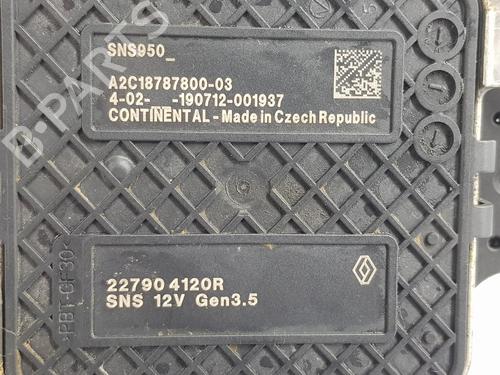 SNS950_
A2C18787800-03
4-02- -190712-001937
CONTINENTAL - Made in Czech Republic
>PBT-GF30<
22790 4120R
SNS 12V Gen3.5
B-PARTS